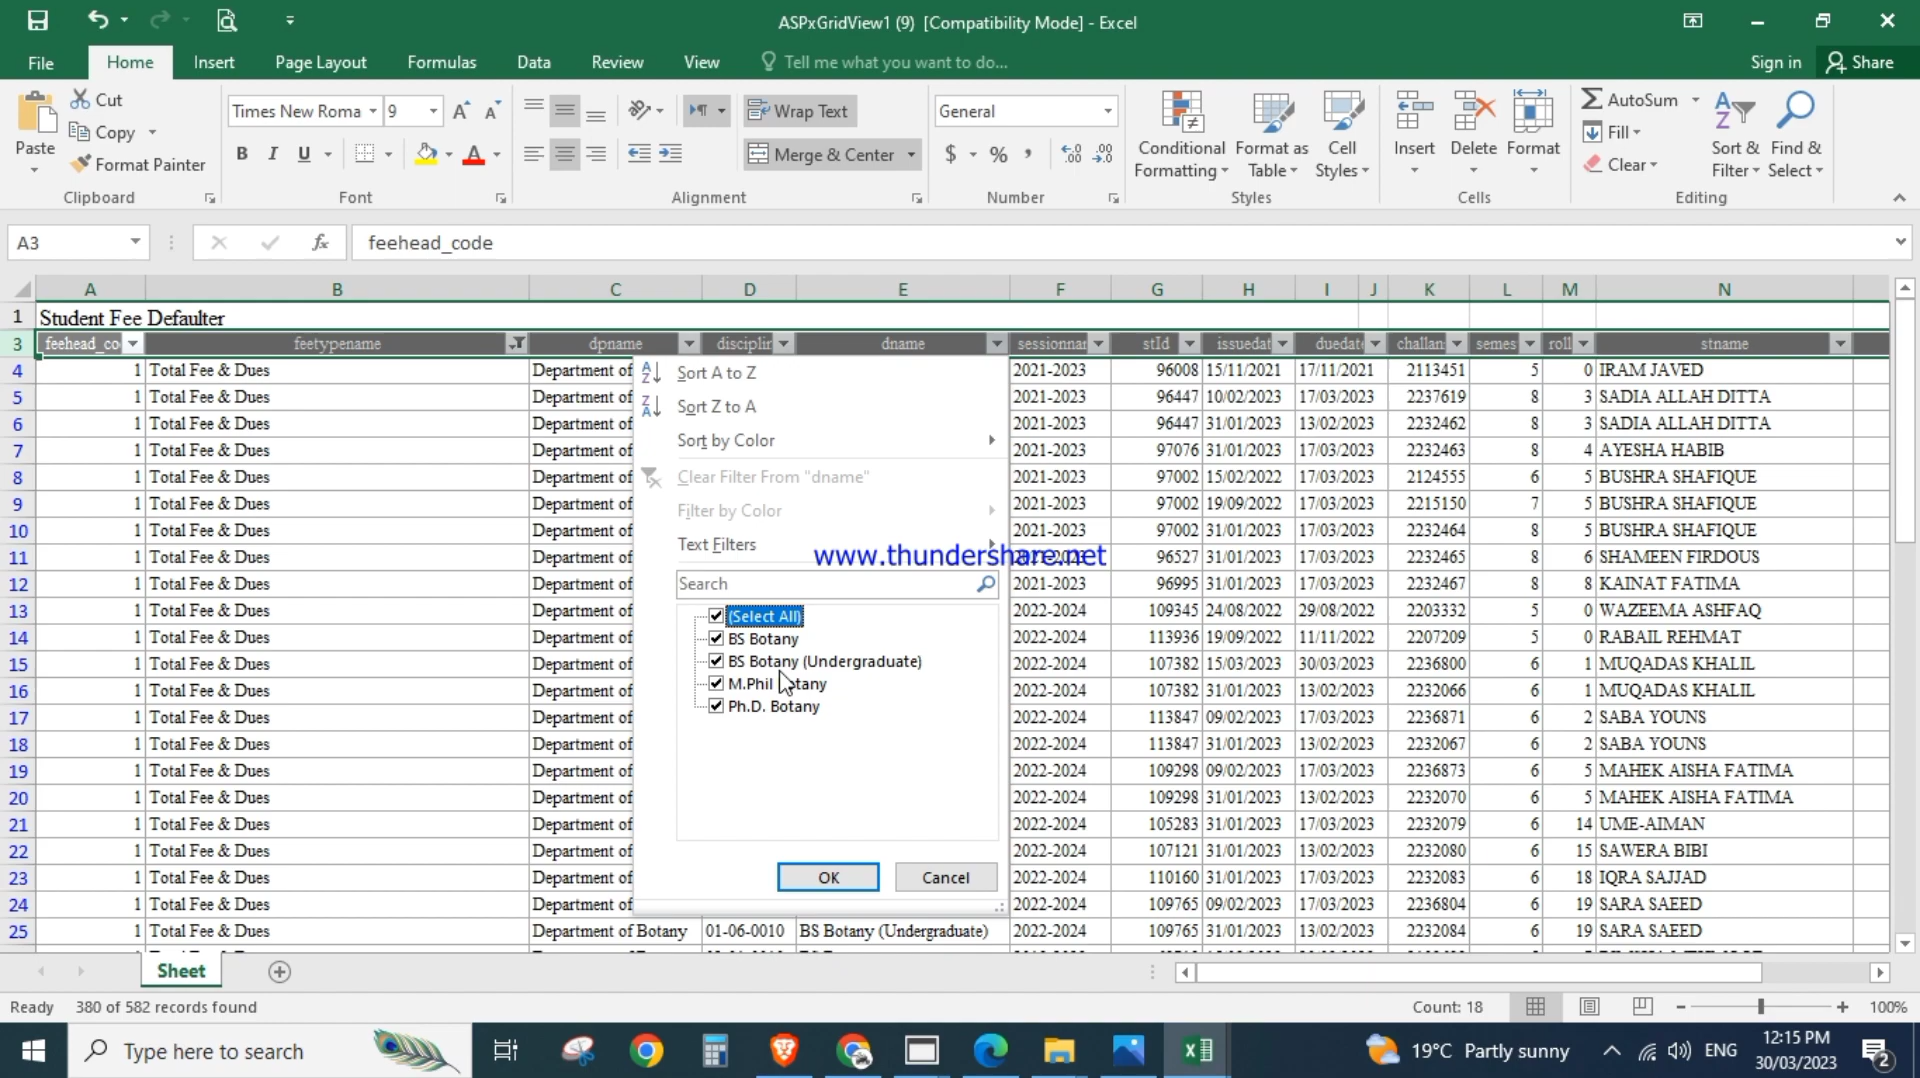 ASPxGridView1 (9) [Compatibility Mode] - Excel
File Home Insert Page Layout Formulas Data Review View Tell me what you want to do... Sign in Share
Paste Cut Copy Format Painter Clipboard
Times New Roma 9 B I U Font
Wrap Text Merge & Center Alignment
General $ % , Number
Conditional Formatting Format as Table Cell Styles Styles
Insert Delete Format Cells
AutoSum Fill Clear Sort & Filter Find & Select Editing
A3 fx feehead_code
A B C D E F G H I J K L M N
1 Student Fee Defaulter
3 feehead_co feetypename dpname disciplin dname sessionnar stId issuedat duedat challan semes roll stname
4 1 Total Fee & Dues Department of 2021-2023 96008 15/11/2021 17/11/2021 2113451 5 0 IRAM JAVED
5 1 Total Fee & Dues Department of 2021-2023 96447 10/02/2023 17/03/2023 2237619 8 3 SADIA ALLAH DITTA
6 1 Total Fee & Dues Department of 2021-2023 96447 31/01/2023 13/02/2023 2232462 8 3 SADIA ALLAH DITTA
7 1 Total Fee & Dues Department of 2021-2023 97076 31/01/2023 17/03/2023 2232463 8 4 AYESHA HABIB
8 1 Total Fee & Dues Department of 2021-2023 97002 15/02/2022 17/03/2023 2124555 6 5 BUSHRA SHAFIQUE
9 1 Total Fee & Dues Department of 2021-2023 97002 19/09/2022 17/03/2023 2215150 7 5 BUSHRA SHAFIQUE
10 1 Total Fee & Dues Department of 2021-2023 97002 31/01/2023 17/03/2023 2232464 8 5 BUSHRA SHAFIQUE
11 1 Total Fee & Dues Department of 96527 31/01/2023 17/03/2023 2232465 8 6 SHAMEEN FIRDOUS
12 1 Total Fee & Dues Department of 2021-2023 96995 31/01/2023 17/03/2023 2232467 8 8 KAINAT FATIMA
13 1 Total Fee & Dues Department of 2022-2024 109345 24/08/2022 29/08/2022 2203332 5 0 WAZEEMA ASHFAQ
14 1 Total Fee & Dues Department of 2022-2024 113936 19/09/2022 11/11/2022 2207209 5 0 RABAIL REHMAT
15 1 Total Fee & Dues Department of 2022-2024 107382 15/03/2023 30/03/2023 2236800 6 1 MUQADAS KHALIL
16 1 Total Fee & Dues Department of 2022-2024 107382 31/01/2023 13/02/2023 2232066 6 1 MUQADAS KHALIL
17 1 Total Fee & Dues Department of 2022-2024 113847 09/02/2023 17/03/2023 2236871 6 2 SABA YOUNS
18 1 Total Fee & Dues Department of 2022-2024 113847 31/01/2023 13/02/2023 2232067 6 2 SABA YOUNS
19 1 Total Fee & Dues Department of 2022-2024 109298 09/02/2023 17/03/2023 2236873 6 5 MAHEK AISHA FATIMA
20 1 Total Fee & Dues Department of 2022-2024 109298 31/01/2023 13/02/2023 2232070 6 5 MAHEK AISHA FATIMA
21 1 Total Fee & Dues Department of 2022-2024 105283 31/01/2023 17/03/2023 2232079 6 14 UME-AIMAN
22 1 Total Fee & Dues Department of 2022-2024 107121 31/01/2023 13/02/2023 2232080 6 15 SAWERA BIBI
23 1 Total Fee & Dues Department of 2022-2024 110160 31/01/2023 17/03/2023 2232083 6 18 IQRA SAJJAD
24 1 Total Fee & Dues Department of 2022-2024 109765 09/02/2023 17/03/2023 2236804 6 19 SARA SAEED
25 1 Total Fee & Dues Department of Botany 01-06-0010 BS Botany (Undergraduate) 2022-2024 109765 31/01/2023 13/02/2023 2232084 6 19 SARA SAEED
Sort A to Z
Sort Z to A
Sort by Color
Clear Filter From "dname"
Filter by Color
Text Filters
www.thundershare.net
Search
(Select All)
BS Botany
BS Botany (Undergraduate)
M.Phil Botany
Ph.D. Botany
OK Cancel
Sheet
Ready 380 of 582 records found Count: 18 100%
Type here to search 19°C Partly sunny ENG 12:15 PM
30/03/2023 2